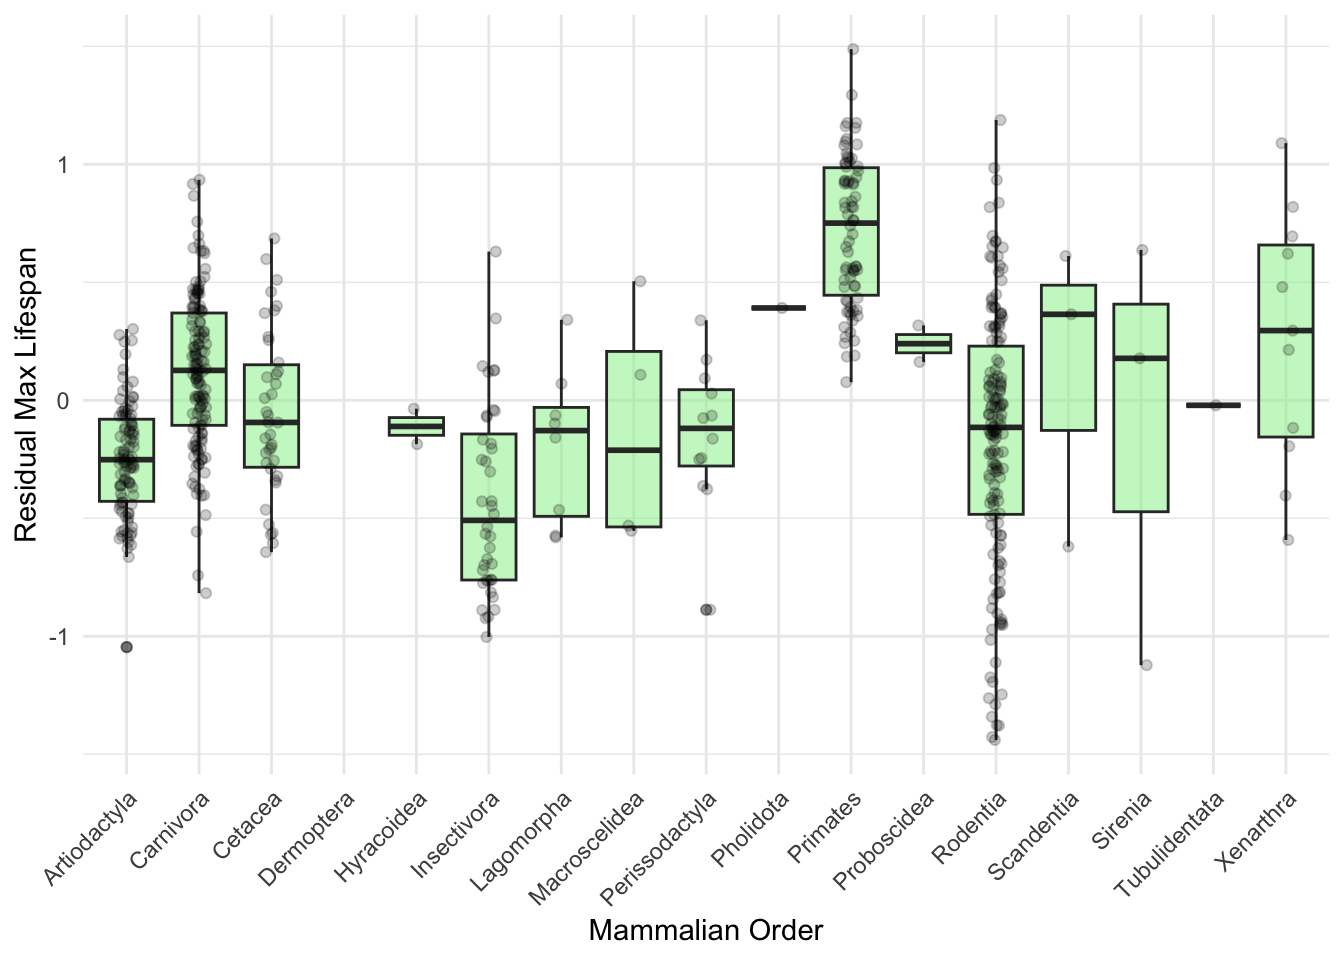 Residual Max Lifespan
1
0
-1
Artiodactyla
Carnivora
Cetacea
Dermoptera
Hyracoidea
Insectivora
Lagomorpha
Macroscelidea
Perissodactyla
Pholidota
Primates
Proboscidea
Rodentia
Scandentia
Sirenia
Tubulidentata
Xenarthra
Mammalian Order